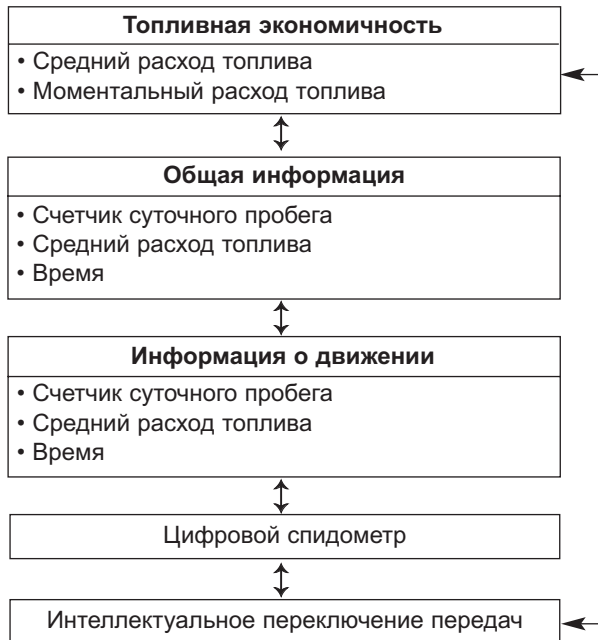 Топливная экономичность
• Средний расход топлива
• Моментальный расход топлива
Общая информация
• Счетчик суточного пробега
• Средний расход топлива
• Время
Информация о движении
• Счетчик суточного пробега
• Средний расход топлива
• Время
Цифровой спидометр
Интеллектуальное переключение передач